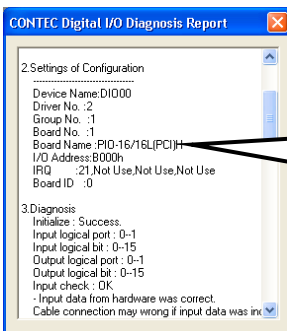 CONTEC Digital I/O Diagnosis Report
2.Settings of Configuration
----------------------------
Device Name:DIO00
Driver No. :2
Group No. :1
Board No. :1
Board Name :PIO-16/16L(PCI)H
I/O Address:B000h
IRQ :21,Not Use,Not Use,Not Use
Board ID :0
3.Diagnosis
Initialize : Success.
Input logical port : 0--1
Input logical bit : 0--15
Output logical port : 0--1
Output logical bit : 0--15
Input check : OK
- Input data from hardware was correct.
Cable connection may wrong if input data was